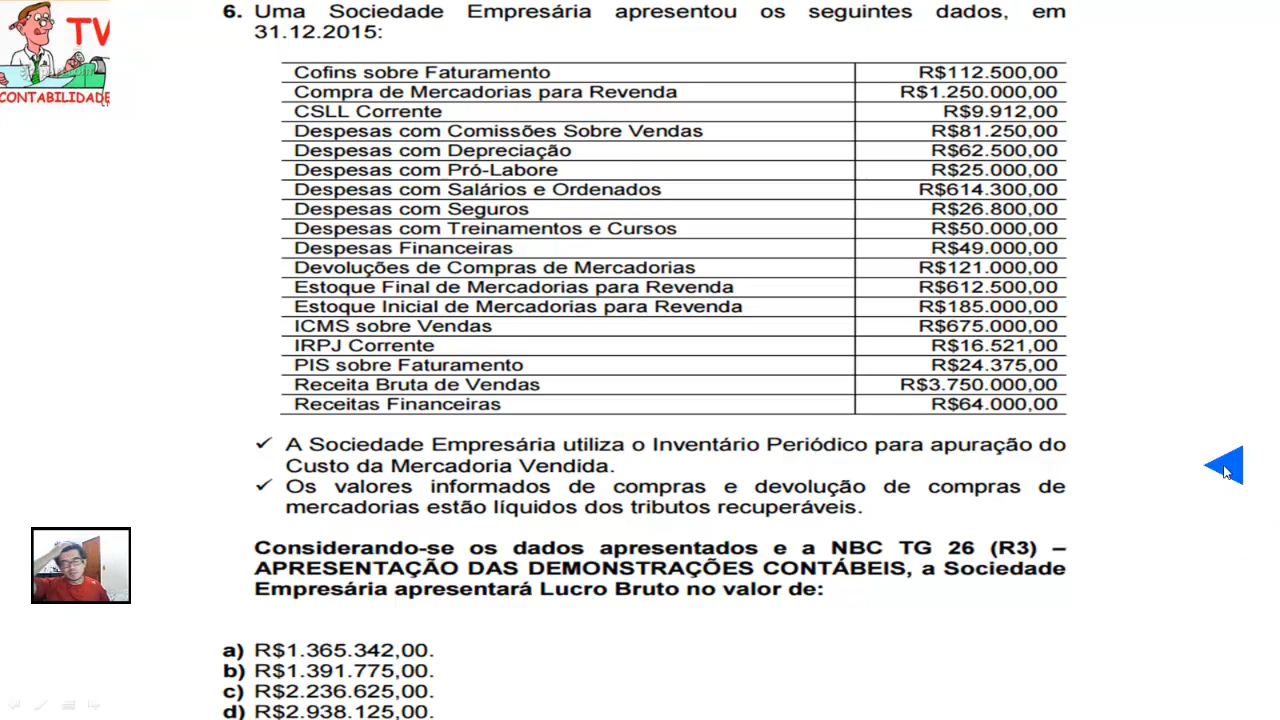 TV
CONTABILIDADE
6. Uma Sociedade Empresária apresentou os seguintes dados, em
31.12.2015:
Cofins sobre Faturamento R$112.500,00
Compra de Mercadorias para Revenda R$1.250.000,00
CSLL Corrente R$9.912,00
Despesas com Comissões Sobre Vendas R$81.250,00
Despesas com Depreciação R$62.500,00
Despesas com Pró-Labore R$25.000,00
Despesas com Salários e Ordenados R$614.300,00
Despesas com Seguros R$26.800,00
Despesas com Treinamentos e Cursos R$50.000,00
Despesas Financeiras R$49.000,00
Devoluções de Compras de Mercadorias R$121.000,00
Estoque Final de Mercadorias para Revenda R$612.500,00
Estoque Inicial de Mercadorias para Revenda R$185.000,00
ICMS sobre Vendas R$675.000,00
IRPJ Corrente R$16.521,00
PIS sobre Faturamento R$24.375,00
Receita Bruta de Vendas R$3.750.000,00
Receitas Financeiras R$64.000,00
✓ A Sociedade Empresária utiliza o Inventário Periódico para apuração do
Custo da Mercadoria Vendida.
✓ Os valores informados de compras e devolução de compras de
mercadorias estão líquidos dos tributos recuperáveis.
Considerando-se os dados apresentados e a NBC TG 26 (R3) –
APRESENTAÇÃO DAS DEMONSTRAÇÕES CONTÁBEIS, a Sociedade
Empresária apresentará Lucro Bruto no valor de:
a) R$1.365.342,00.
b) R$1.391.775,00.
c) R$2.236.625,00.
d) R$2.938.125,00.